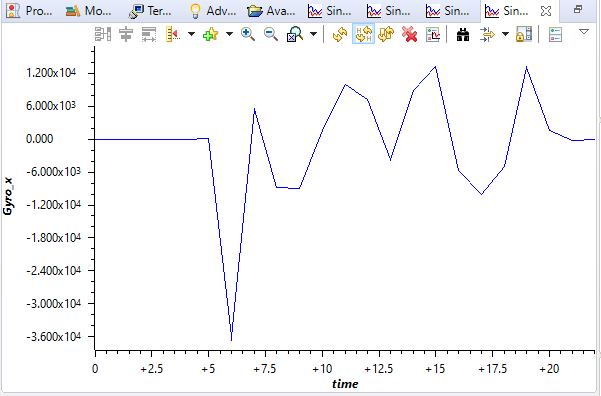 Pro... Mo... Ter... Adv... Ava... Sin... Sin... Sin... Sin...
1.200x10⁴
6.000x10³
0.000
-6.000x10³
-1.200x10⁴
-1.800x10⁴
-2.400x10⁴
-3.000x10⁴
-3.600x10⁴
Gyro_x
0 +2.5 +5 +7.5 +10 +12.5 +15 +17.5 +20
time